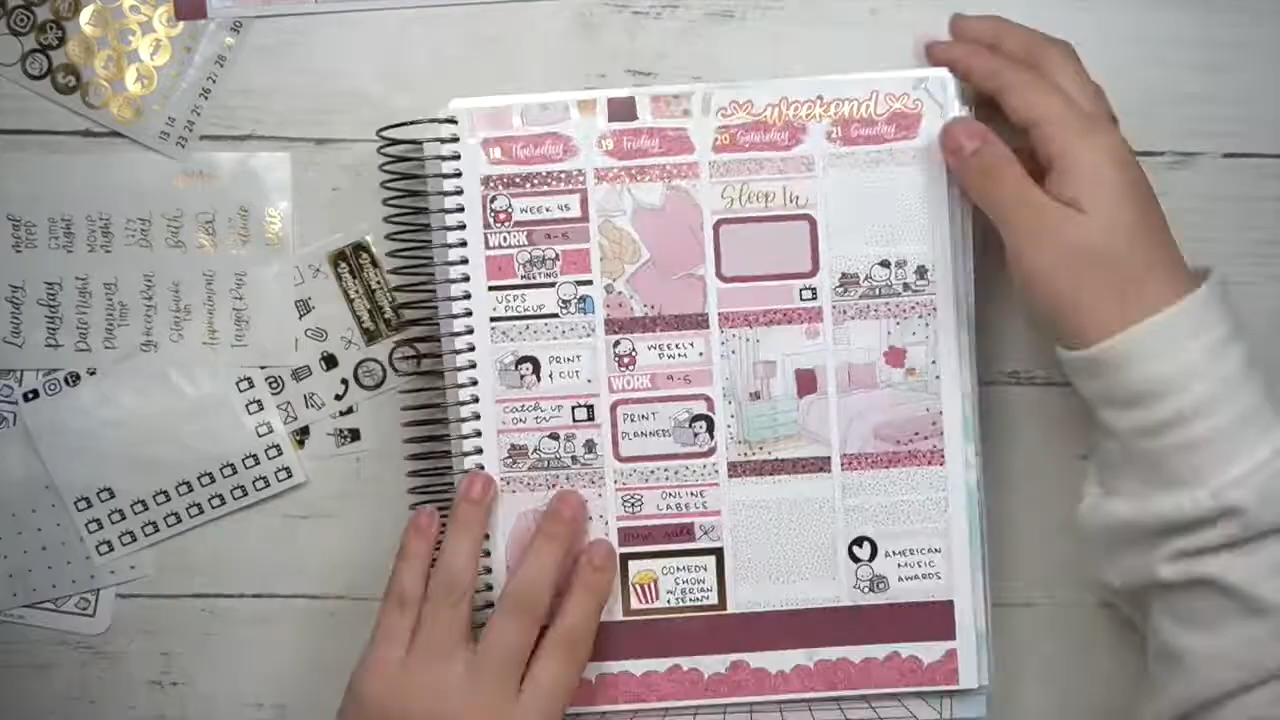 weekend
18 Thursday
19 Friday
20 Saturday
21 Sunday
WEEK 45
WORK 9-5
MEETING
USPS
PICKUP
PRINT
& CUT
catch up
on tv
WEEKLY
PWM
WORK 9-5
PRINT
PLANNERS
ONLINE
LABELS
COMEDY
SHOW
W/ BRIAN
& JENNY
Sleep In
AMERICAN
MUSIC
AWARDS
13 14
23 24 25 26 27 28 29 30
meal
prep
game
night
movie
night
Day
Bath
Laundry
payday
Date Night
Planning
Time
Grocery Run
Starbucks
Run
Appointment
Target Run